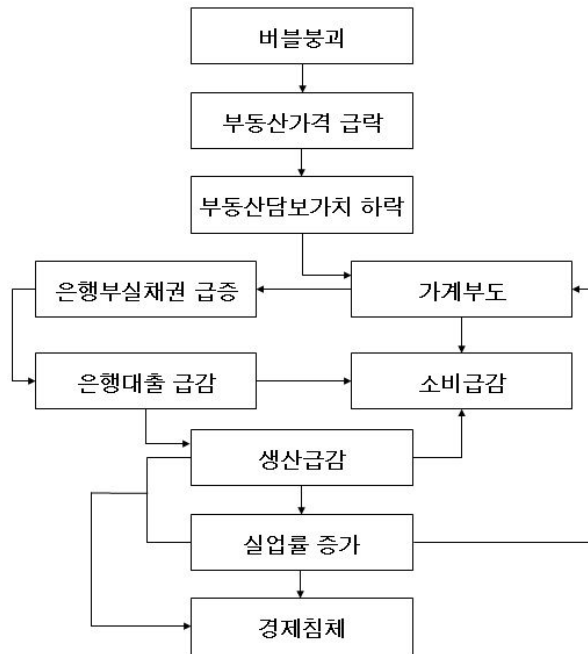 버블붕괴
부동산가격 급락
부동산담보가치 하락
은행부실채권 급증
가계부도
은행대출 급감
소비급감
생산급감
실업률 증가
경제침체